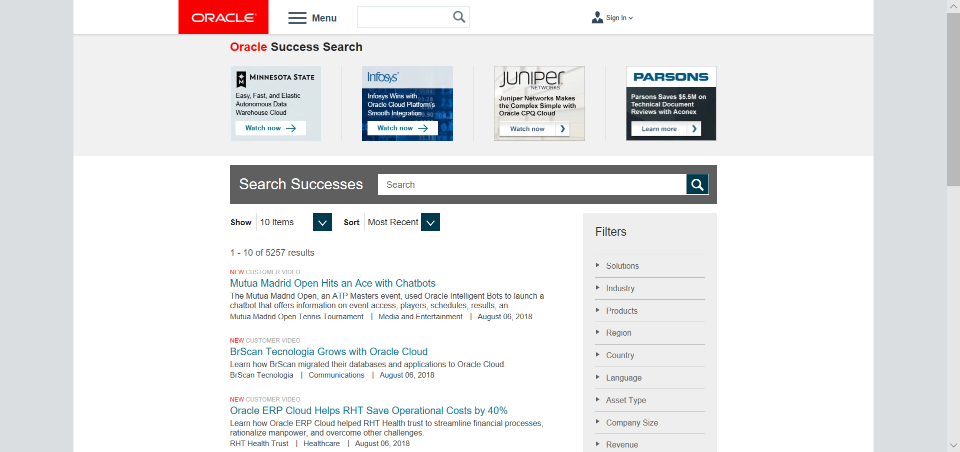 ORACLE
Menu
Sign In
Oracle Success Search
MINNESOTA STATE
Easy, Fast, and Elastic
Autonomous Data
Warehouse Cloud
Watch now
Infosys
Infosys Wins with
Oracle Cloud Platform's
Smooth Integration
Watch now
JUNIPER
NETWORKS
Juniper Networks Makes
the Complex Simple with
Oracle CPQ Cloud
Watch now
PARSONS
Parsons Saves $5.5M on
Technical Document
Reviews with Aconex
Learn more
Search Successes
Search
Show 10 Items Sort Most Recent
1 - 10 of 5257 results
NEW CUSTOMER VIDEO
Mutua Madrid Open Hits an Ace with Chatbots
The Mutua Madrid Open, an ATP Masters event, used Oracle Intelligent Bots to launch a
chatbot that offers information on event access, players, schedules, results, an
Mutua Madrid Open Tennis Tournament | Media and Entertainment | August 06, 2018
NEW CUSTOMER VIDEO
BrScan Tecnologia Grows with Oracle Cloud
Learn how BrScan migrated their databases and applications to Oracle Cloud.
BrScan Tecnologia | Communications | August 06, 2018
NEW CUSTOMER VIDEO
Oracle ERP Cloud Helps RHT Save Operational Costs by 40%
Learn how Oracle ERP Cloud helped RHT Health trust to streamline financial processes,
rationalize manpower, and overcome other challenges.
RHT Health Trust | Healthcare | August 06, 2018
Filters
Solutions
Industry
Products
Region
Country
Language
Asset Type
Company Size
Revenue